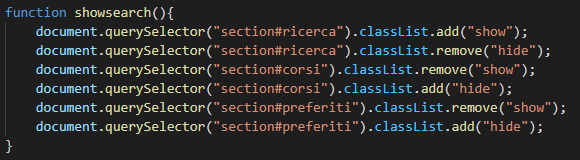 function showsearch(){
    document.querySelector("section#ricerca").classList.add("show");
    document.querySelector("section#ricerca").classList.remove("hide");
    document.querySelector("section#corsi").classList.remove("show");
    document.querySelector("section#corsi").classList.add("hide");
    document.querySelector("section#preferiti").classList.remove("show");
    document.querySelector("section#preferiti").classList.add("hide");
}